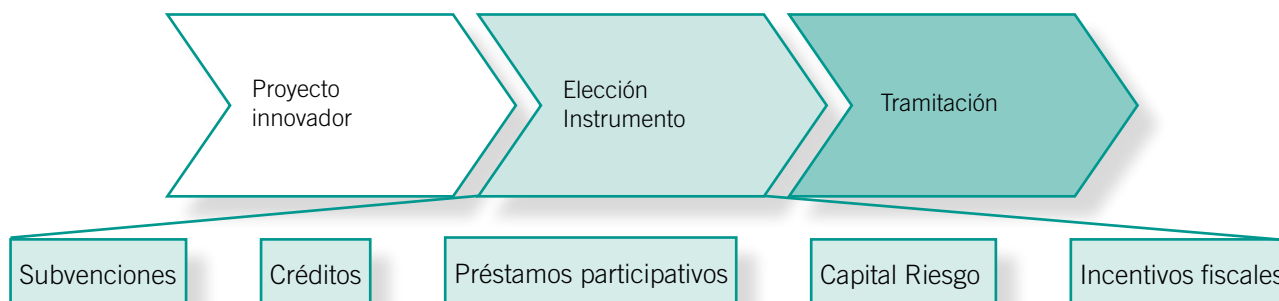 Proyecto
innovador
Elección
Instrumento
Tramitación
Subvenciones
Créditos
Préstamos participativos
Capital Riesgo
Incentivos fiscales